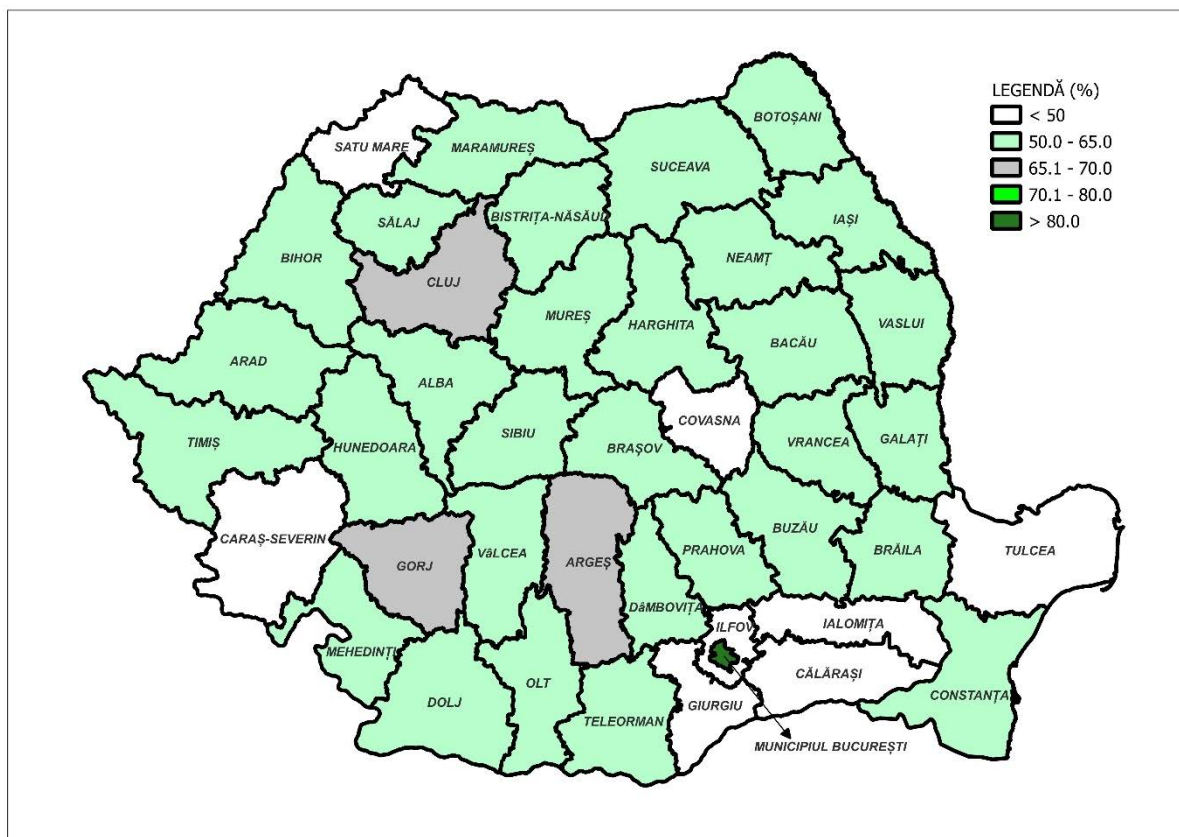 LEGENDĂ (%)
< 50
50.0 - 65.0
65.1 - 70.0
70.1 - 80.0
> 80.0
BOTOȘANI
SATU MARE
MARAMUREȘ
SUCEAVA
SĂLAJ
BISTRIȚA-NĂSĂUD
IAȘI
BIHOR
CLUJ
NEAMȚ
MUREȘ
HARGHITA
VASLUI
BACĂU
ARAD
ALBA
COVASNA
TIMIȘ
HUNEDOARA
SIBIU
BRAȘOV
VRANCEA
GALAȚI
CARAȘ-SEVERIN
GORJ
VâLCEA
ARGEȘ
PRAHOVA
BUZĂU
BRĂILA
TULCEA
DâMBOVIȚA
ILFOV
IALOMIȚA
MEHEDINȚI
CĂLĂRAȘI
DOLJ
OLT
TELEORMAN
GIURGIU
CONSTANȚA
MUNICIPIUL BUCUREȘTI